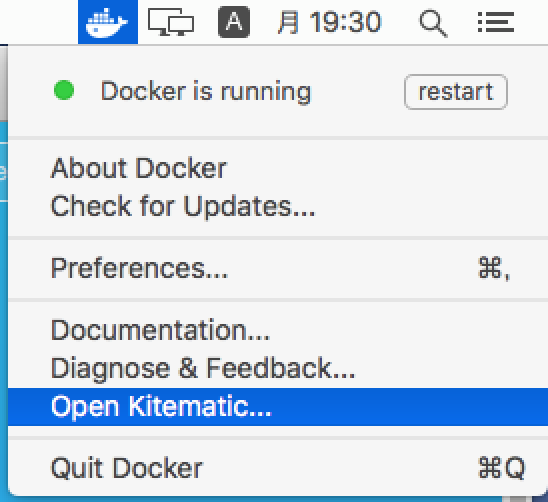 A 月 19:30
Docker is running restart
About Docker
Check for Updates...
Preferences... ⌘,
Documentation...
Diagnose & Feedback...
Open Kitematic...
Quit Docker ⌘Q